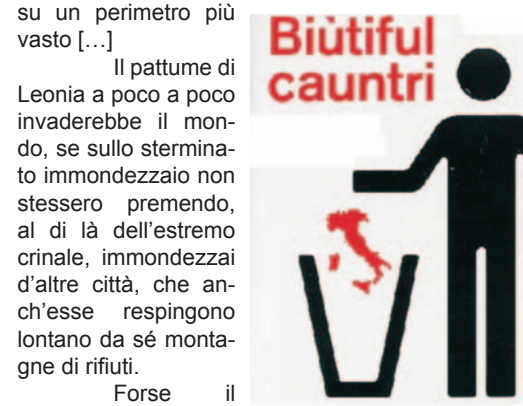 su un perimetro più
vasto […]
Il pattume di
Leonia a poco a poco
invaderebbe il mon-
do, se sullo stermina-
to immondezzaio non
stessero premendo,
al di là dell’estremo
crinale, immondezzai
d’altre città, che an-
ch’esse respingono
lontano da sé monta-
gne di rifiuti.
Forse il
Biùtiful
cauntri